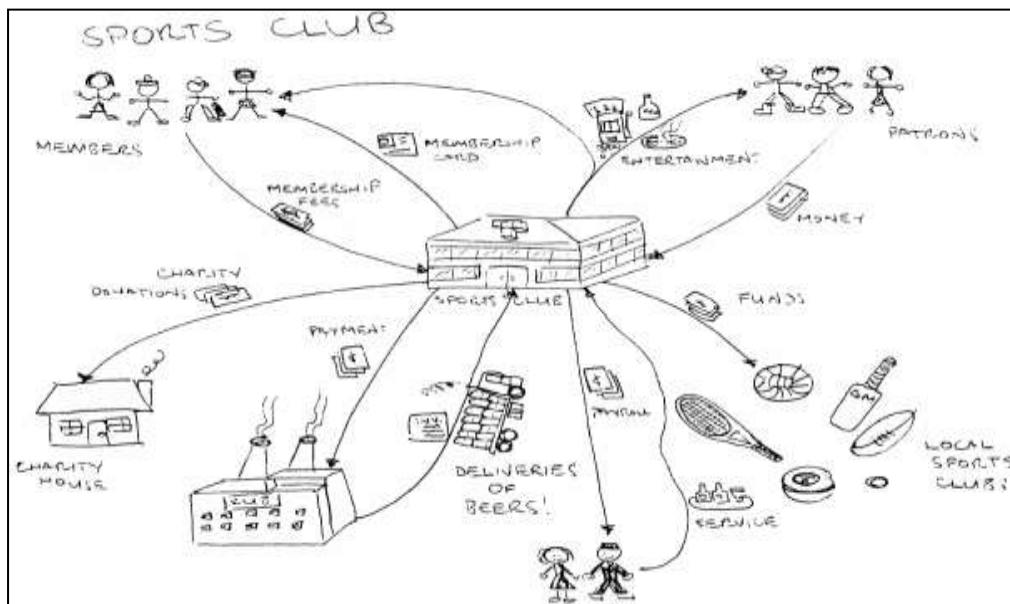 SPORTS CLUB
MEMBERS
MEMBERSHIP
CARD
ENTERTAINMENT
PATRONS
MEMBERSHIP
FEES
MONEY
CHARITY
DONATIONS
SPORTS CLUB
FUNDS
PAYMENT
PAYROLL
GM
CHARITY
HOUSE
DELIVERIES
OF
BEERS!
SERVICE
LOCAL
SPORTS
CLUBS